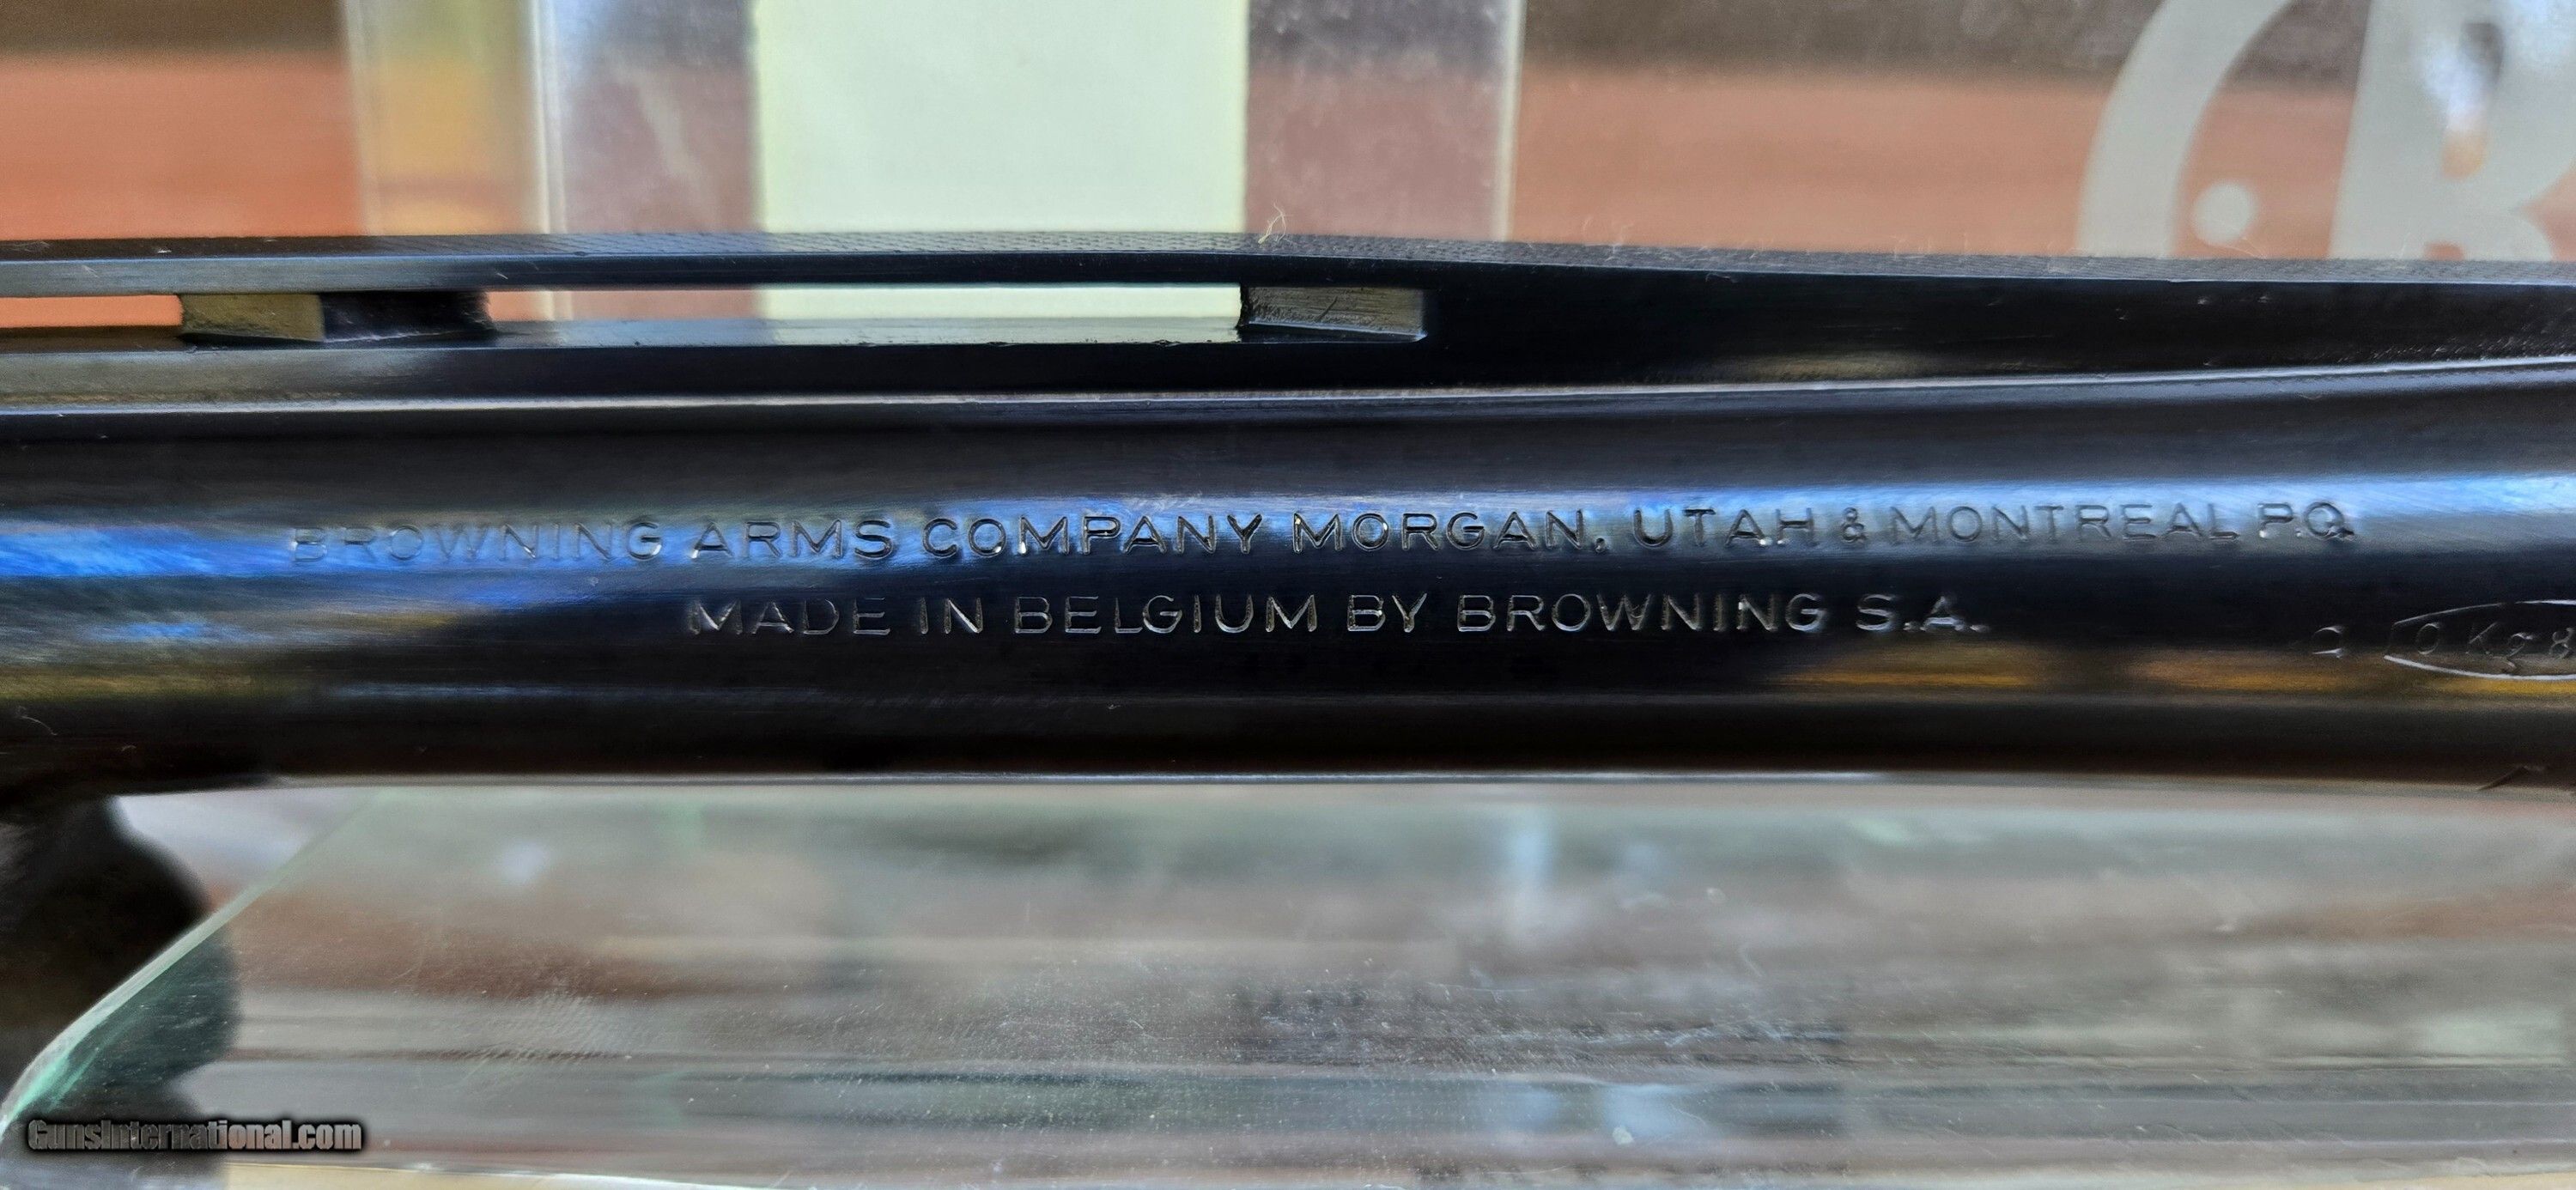 BROWNING ARMS COMPANY MORGAN, UTAH & MONTREAL P.Q.
MADE IN BELGIUM BY BROWNING S.A.
GunsInternational.com